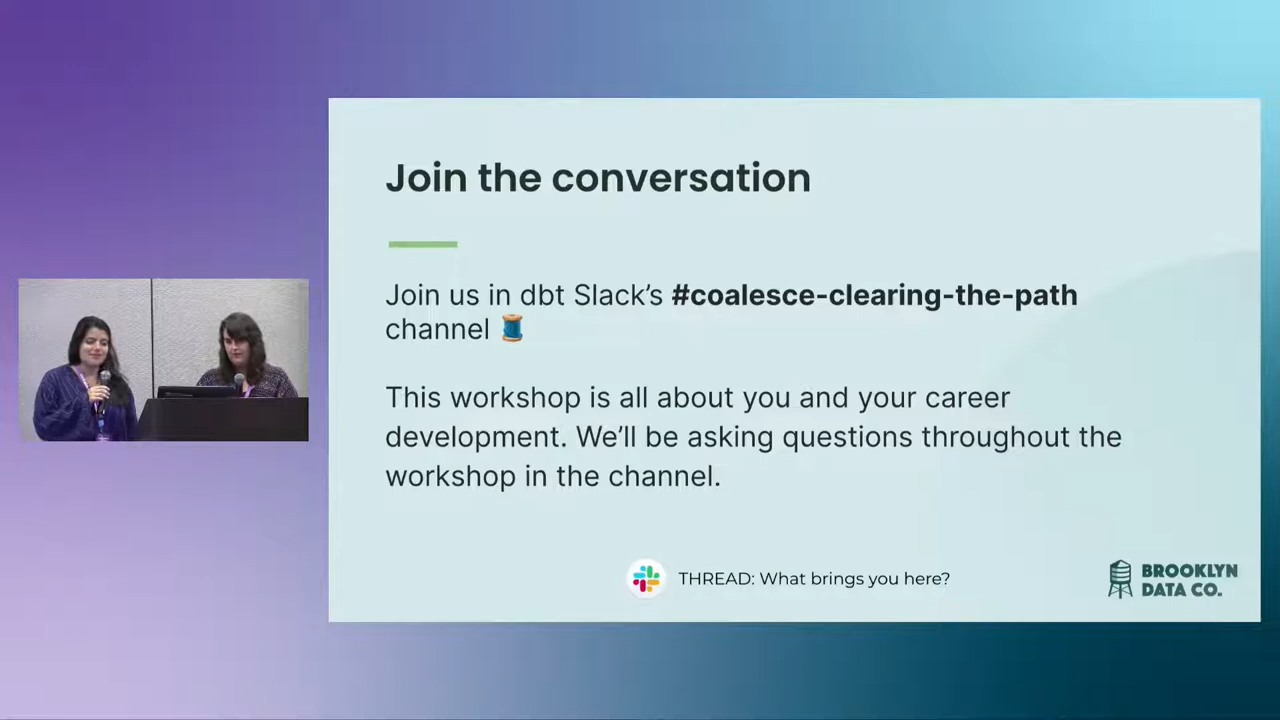 Join the conversation
Join us in dbt Slack’s #coalesce-clearing-the-path
channel 🧵
This workshop is all about you and your career
development. We’ll be asking questions throughout the
workshop in the channel.
THREAD: What brings you here?
BROOKLYN
DATA CO.